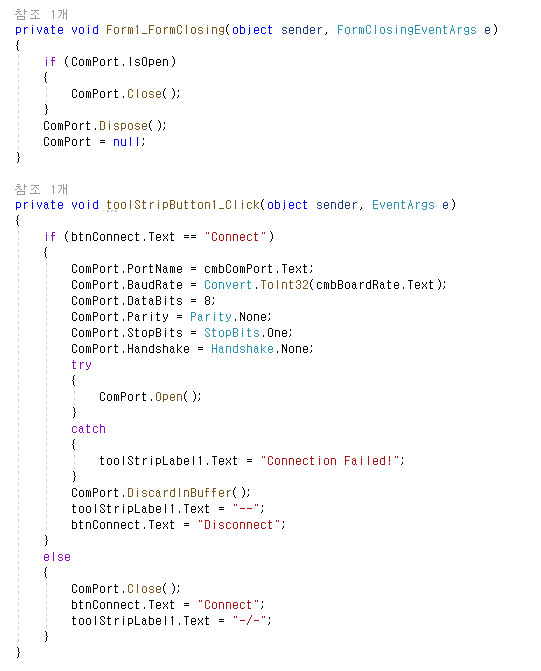 참조 1개
private void Form1_FormClosing(object sender, FormClosingEventArgs e)
{
if (ComPort.IsOpen)
{
ComPort.Close();
}
ComPort.Dispose();
ComPort = null;
}
참조 1개
private void toolStripButton1_Click(object sender, EventArgs e)
{
if (btnConnect.Text == "Connect")
{
ComPort.PortName = cmbComPort.Text;
ComPort.BaudRate = Convert.ToInt32(cmbBoardRate.Text);
ComPort.DataBits = 8;
ComPort.Parity = Parity.None;
ComPort.StopBits = StopBits.One;
ComPort.Handshake = Handshake.None;
try
{
ComPort.Open();
}
catch
{
toolStripLabel1.Text = "Connection Failed!";
}
ComPort.DiscardInBuffer();
toolStripLabel1.Text = "--";
btnConnect.Text = "Disconnect";
}
else
{
ComPort.Close();
btnConnect.Text = "Connect";
toolStripLabel1.Text = "-/-";
}
}